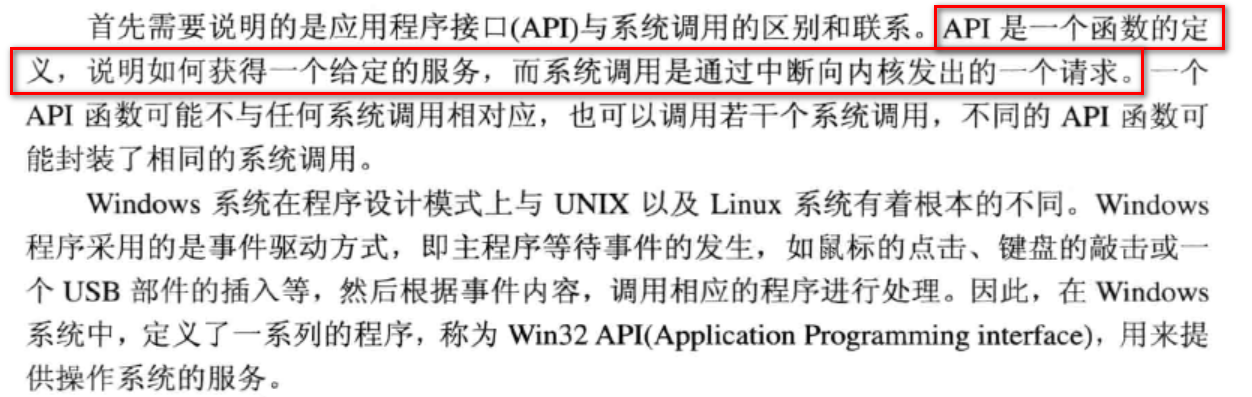 首先需要说明的是应用程序接口(API)与系统调用的区别和联系。API 是一个函数的定
义，说明如何获得一个给定的服务，而系统调用是通过中断向内核发出的一个请求。一个
API 函数可能不与任何系统调用相对应，也可以调用若干个系统调用，不同的 API 函数可
能封装了相同的系统调用。
Windows 系统在程序设计模式上与 UNIX 以及 Linux 系统有着根本的不同。Windows
程序采用的是事件驱动方式，即主程序等待事件的发生，如鼠标的点击、键盘的敲击或一
个 USB 部件的插入等，然后根据事件内容，调用相应的程序进行处理。因此，在 Windows
系统中，定义了一系列的程序，称为 Win32 API(Application Programming interface)，用来提
供操作系统的服务。